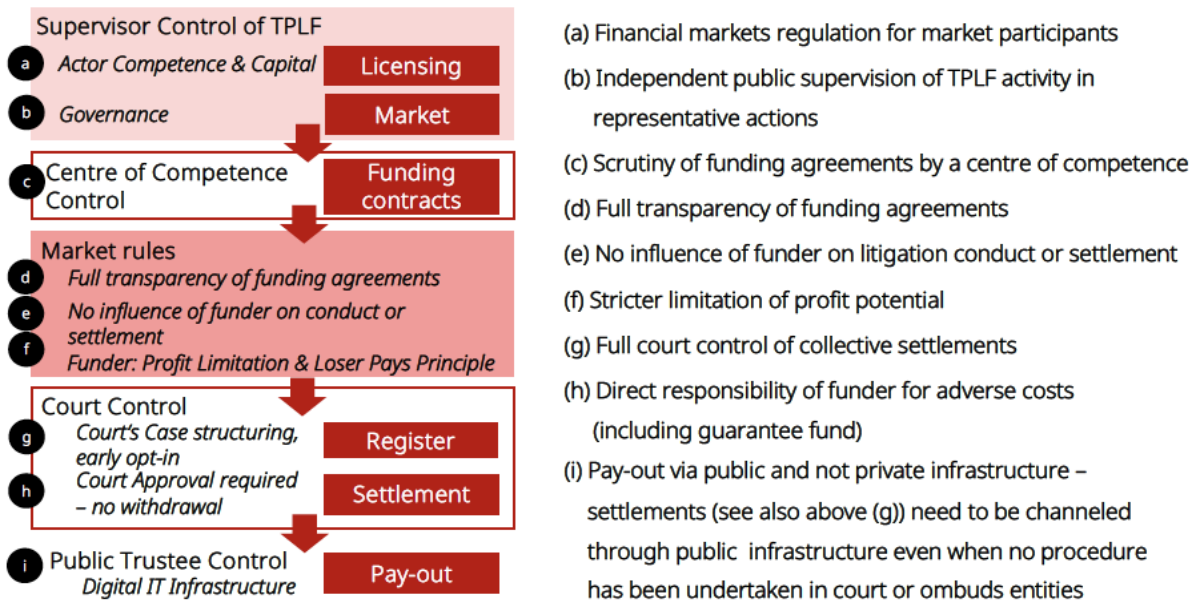 Supervisor Control of TPLF
a
Actor Competence & Capital
Licensing
b
Governance
Market
c
Centre of Competence
Control
Funding
contracts
Market rules
d
Full transparency of funding agreements
e
No influence of funder on conduct or
settlement
f
Funder: Profit Limitation & Loser Pays Principle
Court Control
g
Court‘s Case structuring,
early opt-in
Register
h
Court Approval required
– no withdrawal
Settlement
i
Public Trustee Control
Digital IT Infrastructure
Pay-out
(a) Financial markets regulation for market participants
(b) Independent public supervision of TPLF activity in
representative actions
(c) Scrutiny of funding agreements by a centre of competence
(d) Full transparency of funding agreements
(e) No influence of funder on litigation conduct or settlement
(f) Stricter limitation of profit potential
(g) Full court control of collective settlements
(h) Direct responsibility of funder for adverse costs
(including guarantee fund)
(i) Pay-out via public and not private infrastructure –
settlements (see also above (g)) need to be channeled
through public infrastructure even when no procedure
has been undertaken in court or ombuds entities